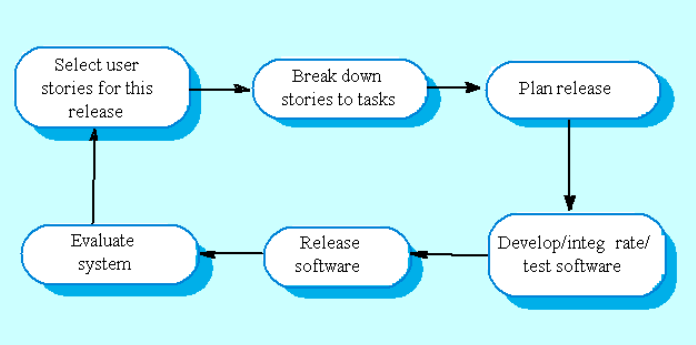 Select user
stories for this
release
Break down
stories to tasks
Plan release
Evaluate
system
Release
software
Develop/integ rate/
test software